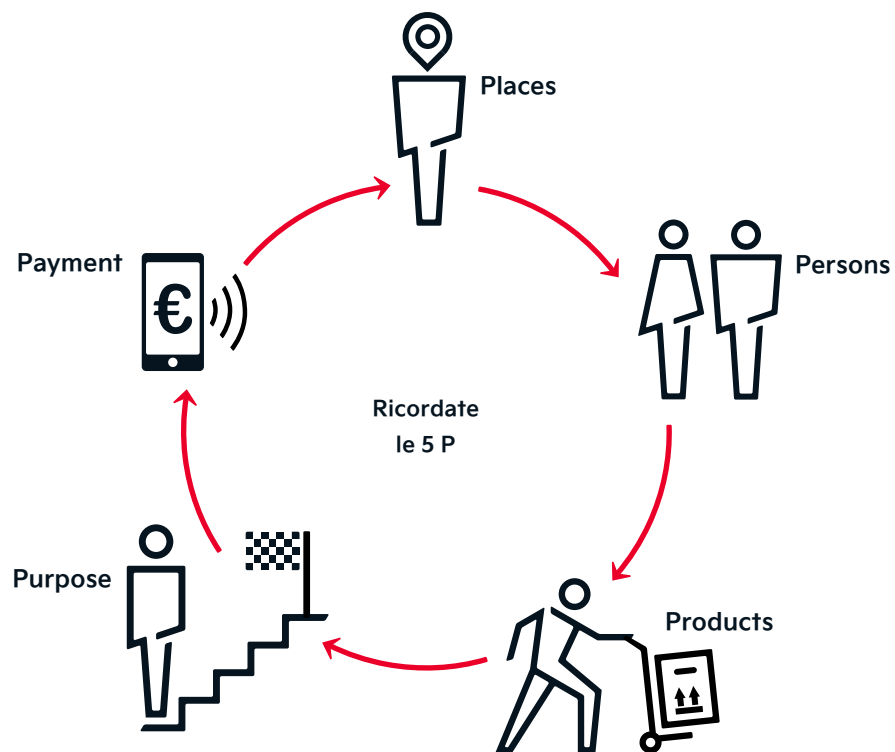 Places
Persons
Products
Purpose
Payment
€
Ricordate
le 5 P